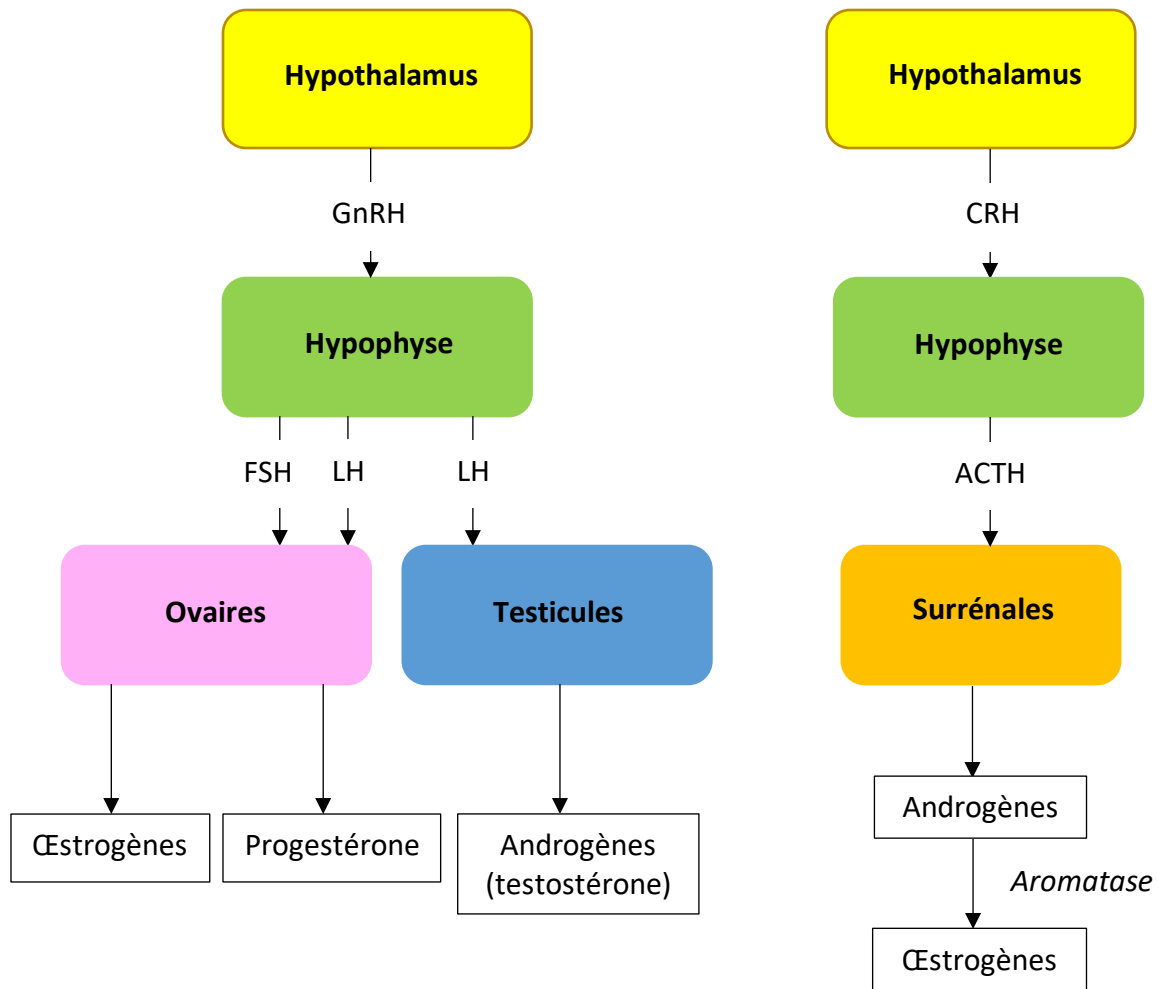 Hypothalamus
GnRH
Hypophyse
FSH
LH
LH
Ovaires
Testicules
Œstrogènes
Progestérone
Androgènes
(testostérone)
Hypothalamus
CRH
Hypophyse
ACTH
Surrénales
Androgènes
Aromatase
Œstrogènes